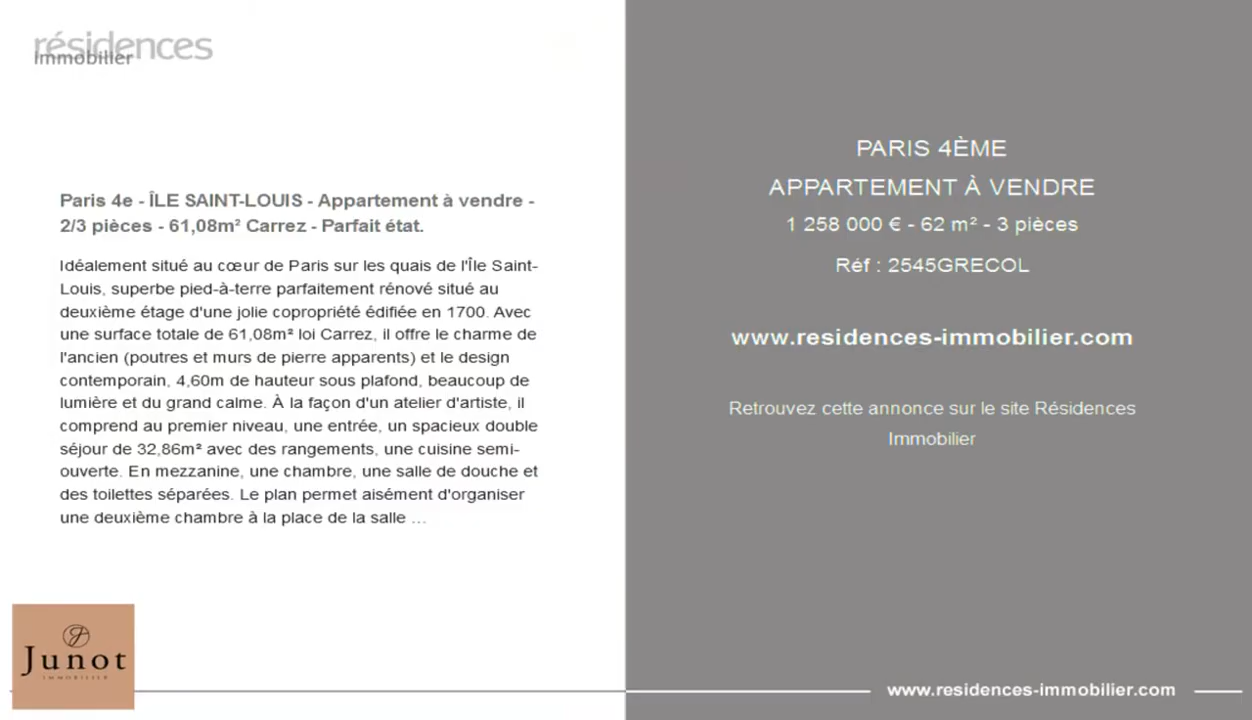 résidences
Immobilier
Paris 4e - ÎLE SAINT-LOUIS - Appartement à vendre -
2/3 pièces - 61,08m² Carrez - Parfait état.
Idéalement situé au cœur de Paris sur les quais de l'Île Saint-
Louis, superbe pied-à-terre parfaitement rénové situé au
deuxième étage d'une jolie copropriété édifiée en 1700. Avec
une surface totale de 61,08m² loi Carrez, il offre le charme de
l'ancien (poutres et murs de pierre apparents) et le design
contemporain, 4,60m de hauteur sous plafond, beaucoup de
lumière et du grand calme. À la façon d'un atelier d'artiste, il
comprend au premier niveau, une entrée, un spacieux double
séjour de 32,86m² avec des rangements, une cuisine semi-
ouverte. En mezzanine, une chambre, une salle de douche et
des toilettes séparées. Le plan permet aisément d'organiser
une deuxième chambre à la place de la salle ...
Junot
IMMOBILIER
PARIS 4ÈME
APPARTEMENT À VENDRE
1 258 000 € - 62 m² - 3 pièces
Réf : 2545GRECOL
www.residences-immobilier.com
Retrouvez cette annonce sur le site Résidences
Immobilier
www.residences-immobilier.com